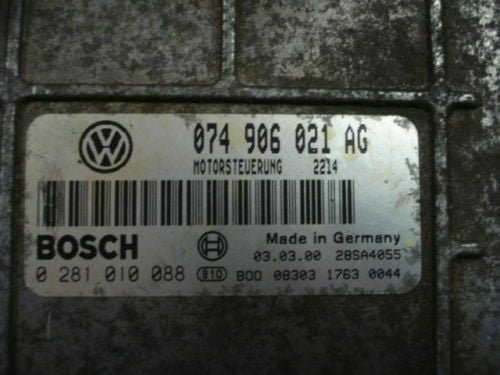 074 906 021 AG
MOTORSTEUERUNG 2214
BOSCH
Made in Germany
03.03.00 28SA4055
0 281 010 088 810 B00 08303 1763 0044